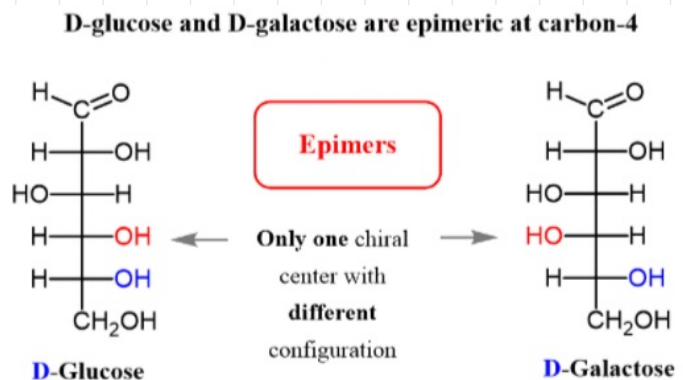 D-glucose and D-galactose are epimeric at carbon-4
H
C
O
H
OH
HO
H
H
OH
H
OH
CH₂OH
D-Glucose
Epimers
Only one chiral
center with
different
configuration
H
C
O
H
OH
HO
H
HO
H
H
OH
CH₂OH
D-Galactose